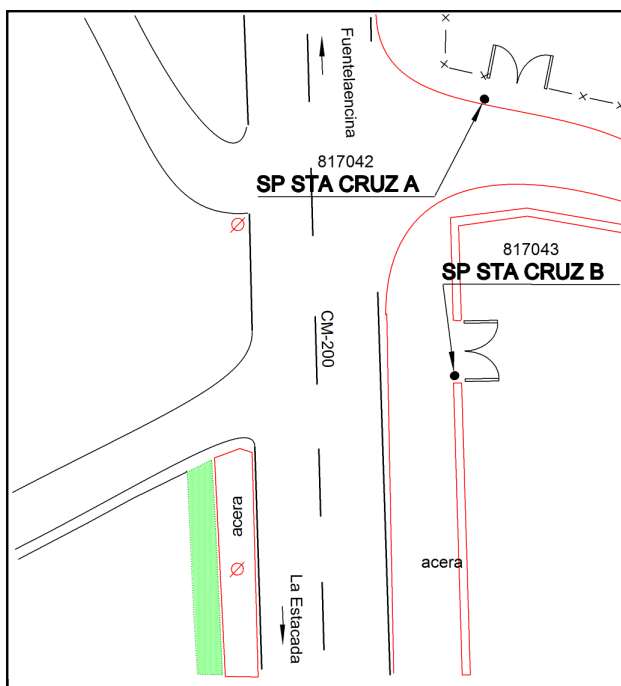 Fuentelaencina
817042
SP STA CRUZ A
817043
SP STA CRUZ B
CM-200
acera
acera
La Estacada